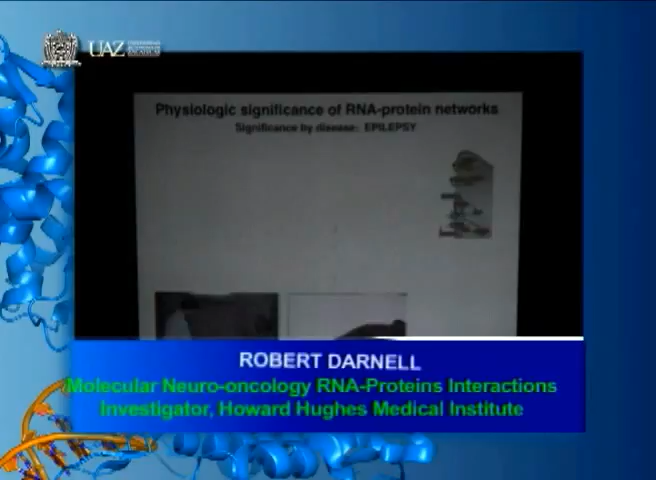 UAZ
Physiologic significance of RNA-protein networks
Significance by disease: EPILEPSY
ROBERT DARNELL
Molecular Neuro-oncology RNA-Proteins Interactions
Investigator, Howard Hughes Medical Institute